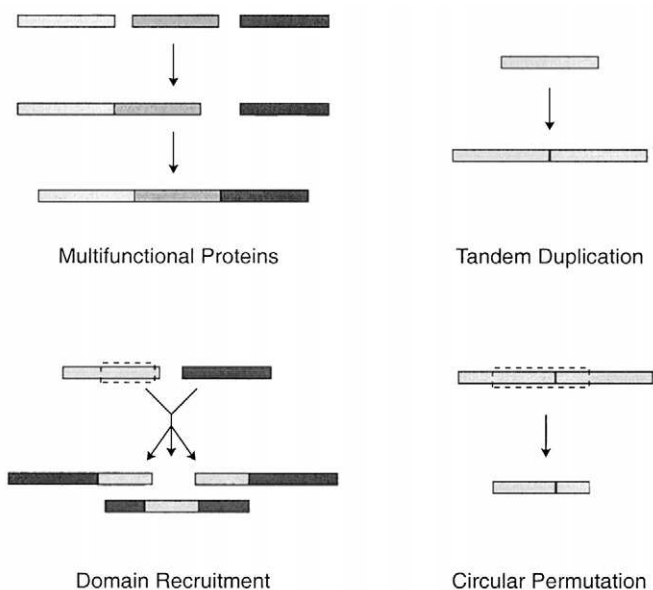 Multifunctional Proteins
Tandem Duplication
Domain Recruitment
Circular Permutation